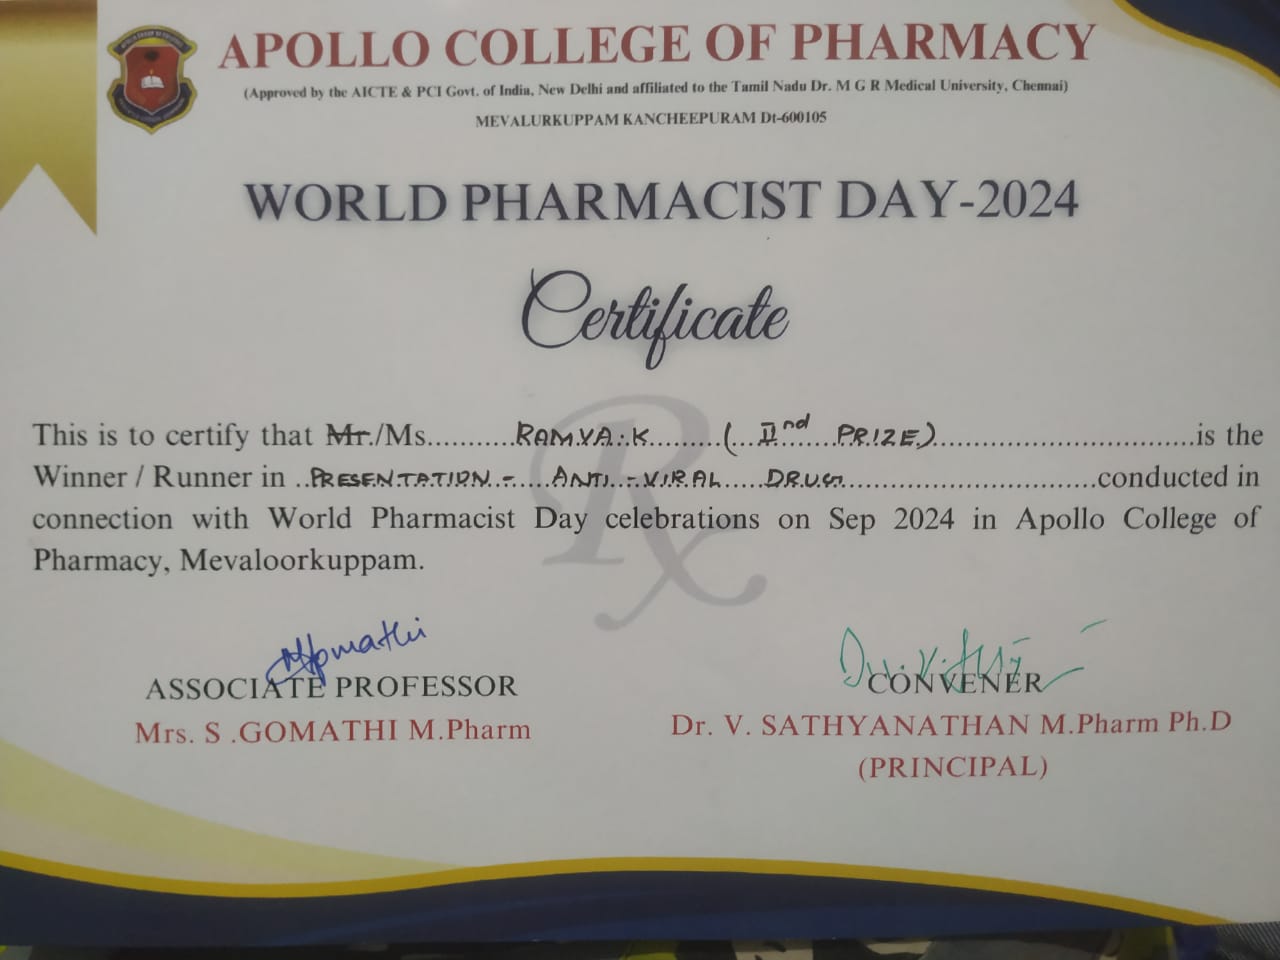 APOLLO COLLEGE OF PHARMACY
(Approved by the AICTE & PCI Govt. of India, New Delhi and affiliated to the Tamil Nadu Dr. M G R Medical University, Chennai)
MEVALURKUPPAM KANCHEEPURAM Dt-600105
WORLD PHARMACIST DAY-2024
Certificate
Rx
This is to certify that Mr./Ms..........RAMYA.K........(...IInd...PRIZE)..............................is the
Winner / Runner in ..PRESENTATION-.....ANTI.-.VIRAL.....DRUG..............................conducted in
connection with World Pharmacist Day celebrations on Sep 2024 in Apollo College of
Pharmacy, Mevaloorkuppam.
ASSOCIATE PROFESSOR
Mrs. S .GOMATHI M.Pharm
CONVENER
Dr. V. SATHYANATHAN M.Pharm Ph.D
(PRINCIPAL)